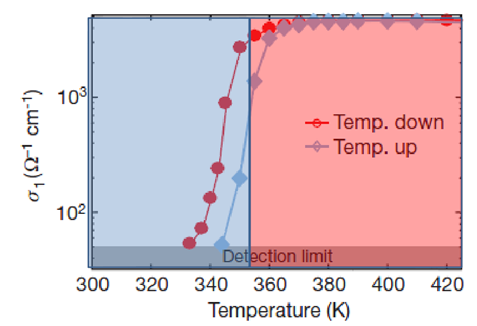 σ₁(Ω⁻¹ cm⁻¹)
10³
10²
Temp. down
Temp. up
Detection limit
300 320 340 360 380 400 420
Temperature (K)